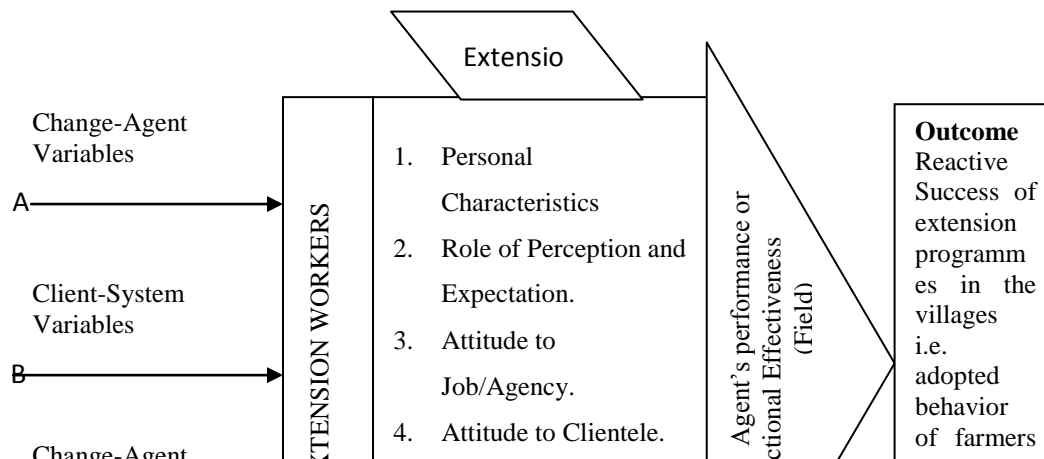 Extensio
Change-Agent
Variables
A
Client-System
Variables
B
Change-Agent
1. Personal
Characteristics
2. Role of Perception and
Expectation.
3. Attitude to
Job/Agency.
4. Attitude to Clientele.
WORKERS
Agent's performance or
Effectiveness
(Field)
Outcome
Reactive
Success of
extension
programm
es in the
villages
i.e.
adopted
behavior
of farmers